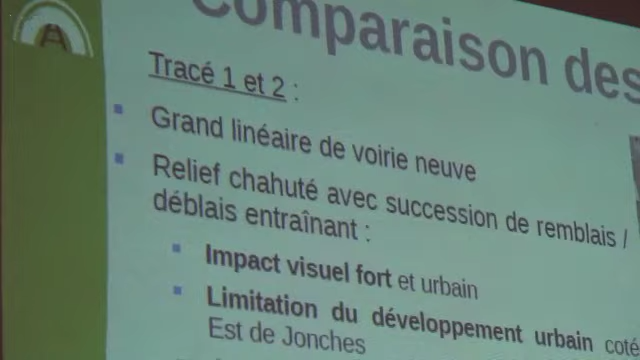 Comparaison des
Tracé 1 et 2 :
Grand linéaire de voirie neuve
Relief chahuté avec succession de remblais /
déblais entraînant :
Impact visuel fort et urbain
Limitation du développement urbain coté
Est de Jonches